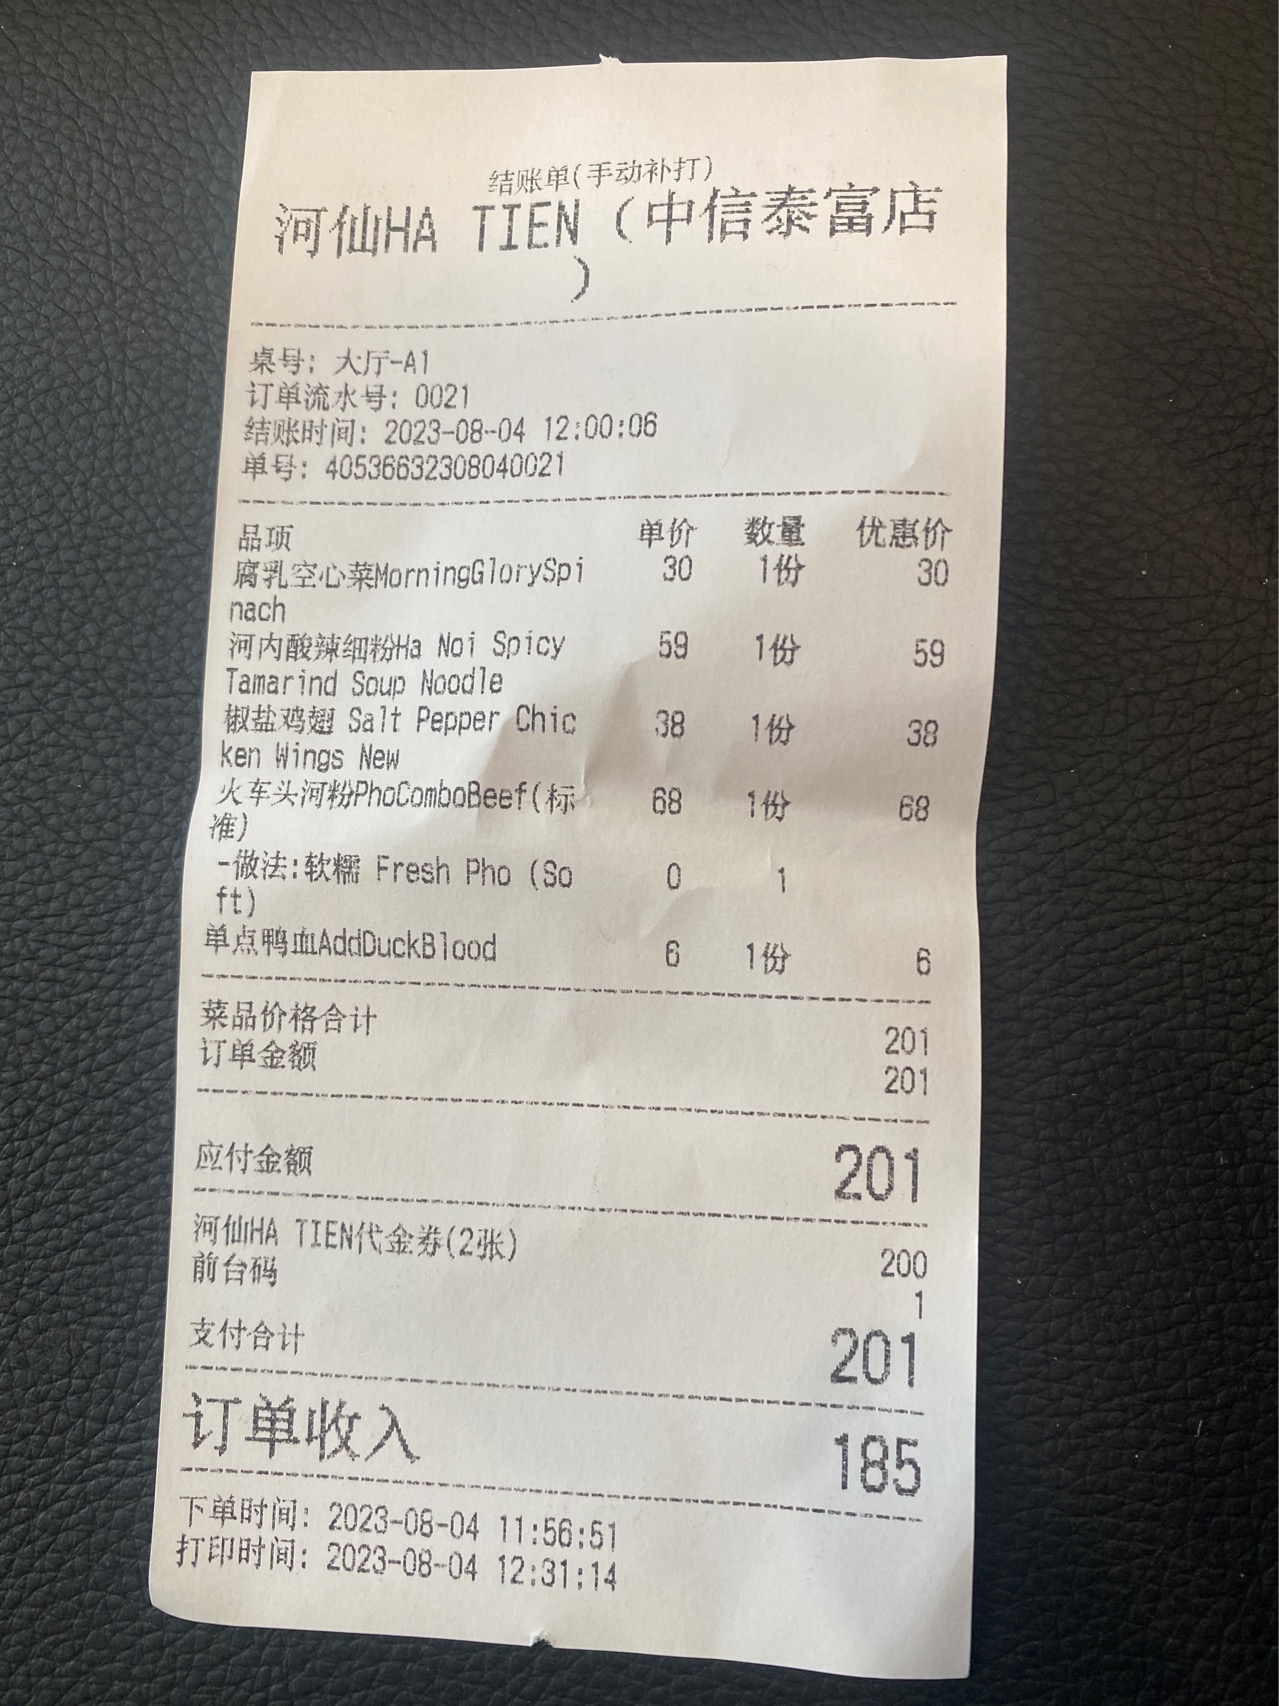 结账单(手动补打)
河仙HA TIEN（中信泰富店
）
桌号: 大厅-A1
订单流水号: 0021
结账时间: 2023-08-04 12:00:06
单号: 40536632308040021
品项 单价 数量 优惠价
腐乳空心菜MorningGlorySpi 30 1份 30
nach
河内酸辣细粉Ha Noi Spicy 59 1份 59
Tamarind Soup Noodle
椒盐鸡翅 Salt Pepper Chic 38 1份 38
ken Wings New
火车头河粉PhoComboBeef(标 68 1份 68
准)
-做法:软糯 Fresh Pho (So 0 1
ft)
单点鸭血AddDuckBlood 6 1份 6
菜品价格合计 201
订单金额 201
应付金额 201
河仙HA TIEN代金券(2张) 200
前台码 1
支付合计 201
订单收入 185
下单时间: 2023-08-04 11:56:51
打印时间: 2023-08-04 12:31:14